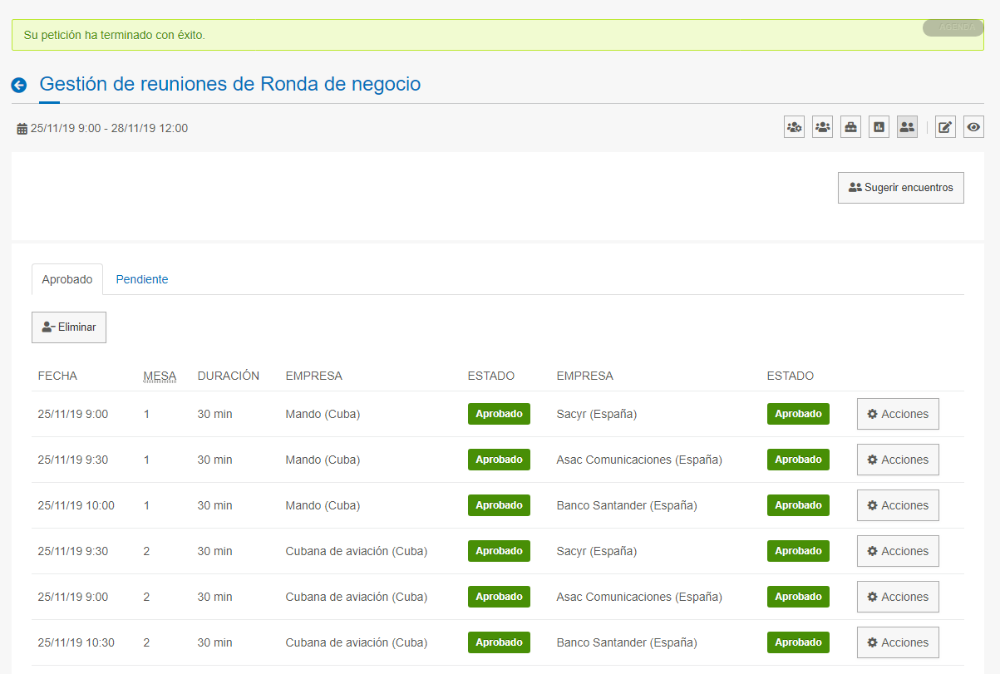 AGENDA
Su petición ha terminado con éxito.
Gestión de reuniones de Ronda de negocio
25/11/19 9:00 - 28/11/19 12:00
Sugerir encuentros
Aprobado Pendiente
Eliminar
FECHA MESA DURACIÓN EMPRESA ESTADO EMPRESA ESTADO
25/11/19 9:00 1 30 min Mando (Cuba) Aprobado Sacyr (España) Aprobado Acciones
25/11/19 9:30 1 30 min Mando (Cuba) Aprobado Asac Comunicaciones (España) Aprobado Acciones
25/11/19 10:00 1 30 min Mando (Cuba) Aprobado Banco Santander (España) Aprobado Acciones
25/11/19 9:30 2 30 min Cubana de aviación (Cuba) Aprobado Sacyr (España) Aprobado Acciones
25/11/19 9:00 2 30 min Cubana de aviación (Cuba) Aprobado Asac Comunicaciones (España) Aprobado Acciones
25/11/19 10:30 2 30 min Cubana de aviación (Cuba) Aprobado Banco Santander (España) Aprobado Acciones